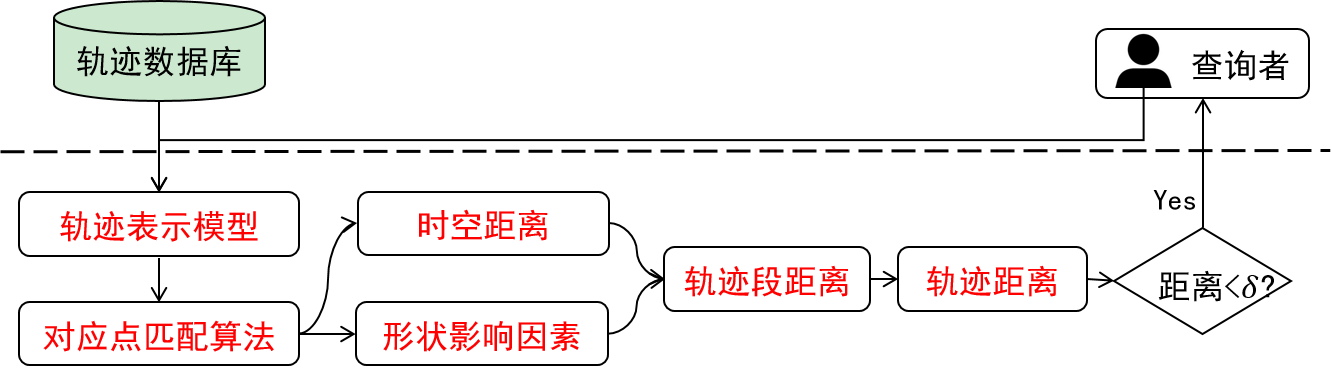 轨迹数据库
查询者
Yes
轨迹表示模型
时空距离
轨迹段距离
轨迹距离
距离<δ?
对应点匹配算法
形状影响因素